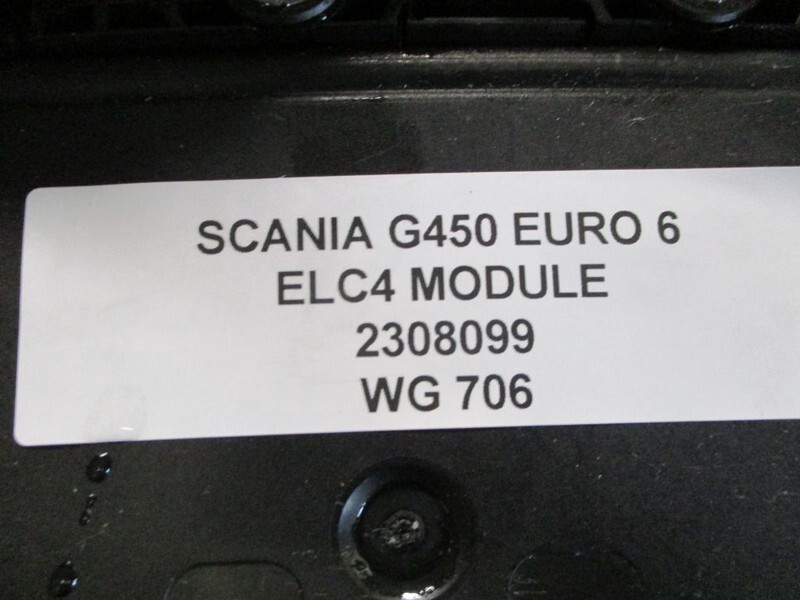 SCANIA G450 EURO 6
ELC4 MODULE
2308099
WG 706